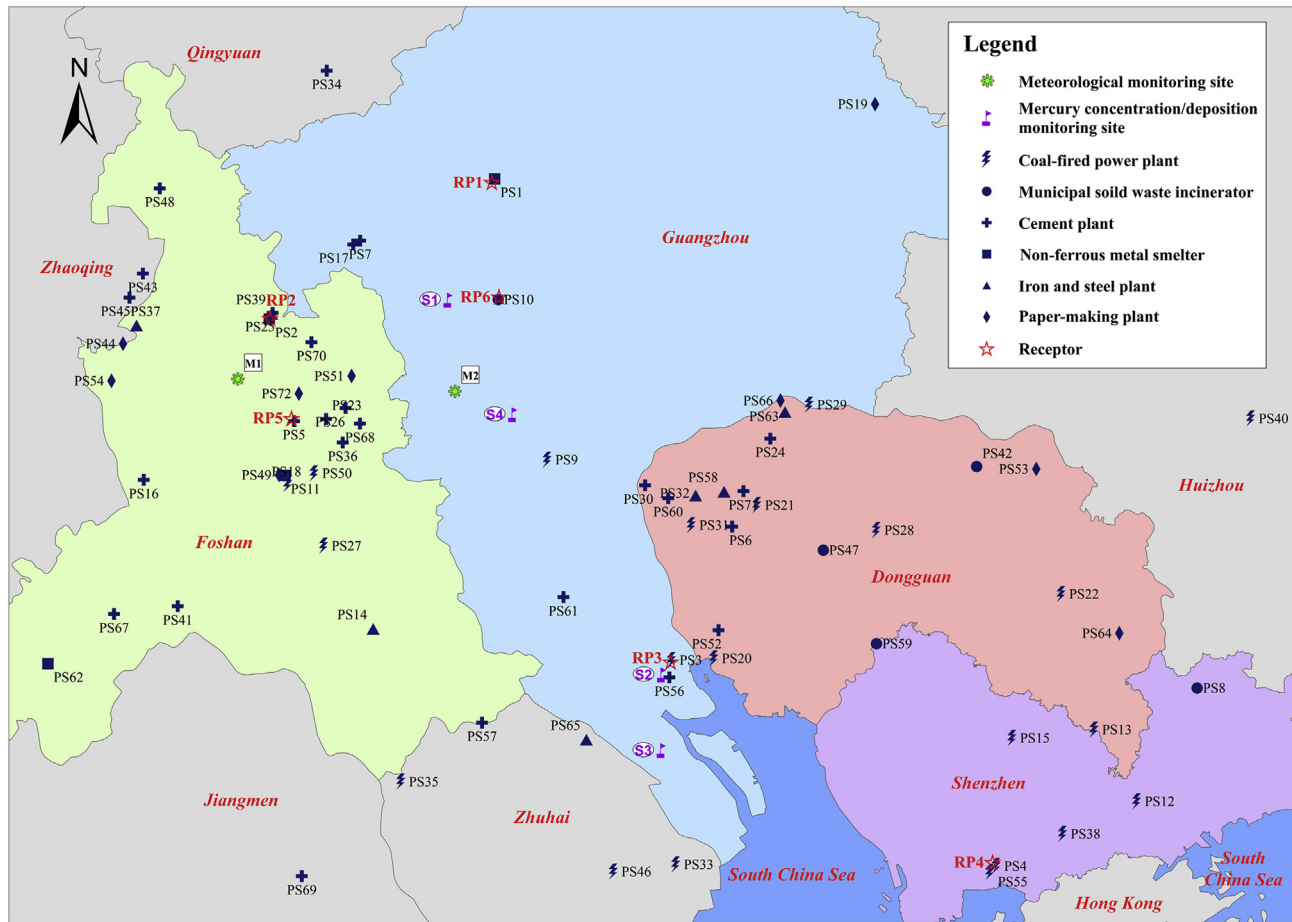 Qingyuan
N
PS34
PS19
Legend
Meteorological monitoring site
Mercury concentration/deposition
monitoring site
Coal-fired power plant
Municipal soild waste incinerator
Cement plant
Non-ferrous metal smelter
Iron and steel plant
Paper-making plant
Receptor
RP1
PS1
PS48
PS17
PS7
Guangzhou
Zhaoqing
PS43
PS45
PS37
PS39
RP2
PS25
PS2
S1
RP6
PS10
PS44
PS70
M1
M2
PS54
PS51
PS72
PS23
RP5
PS5
PS26
PS68
PS36
S4
PS66
PS29
PS63
PS40
PS24
PS49
PS18
PS11
PS50
PS9
PS42
PS53
PS16
PS30
PS32
PS58
PS60
PS71
PS21
Huizhou
PS31
PS6
PS28
Foshan
PS27
PS47
Dongguan
PS22
PS67
PS41
PS14
PS61
PS52
PS64
PS62
RP3
PS3
PS20
PS59
S2
PS56
PS8
PS57
PS65
S3
PS15
PS13
PS35
Jiangmen
Zhuhai
Shenzhen
PS12
PS38
PS69
PS46
PS33
South China Sea
RP4
PS4
PS55
South
China Sea
Hong Kong